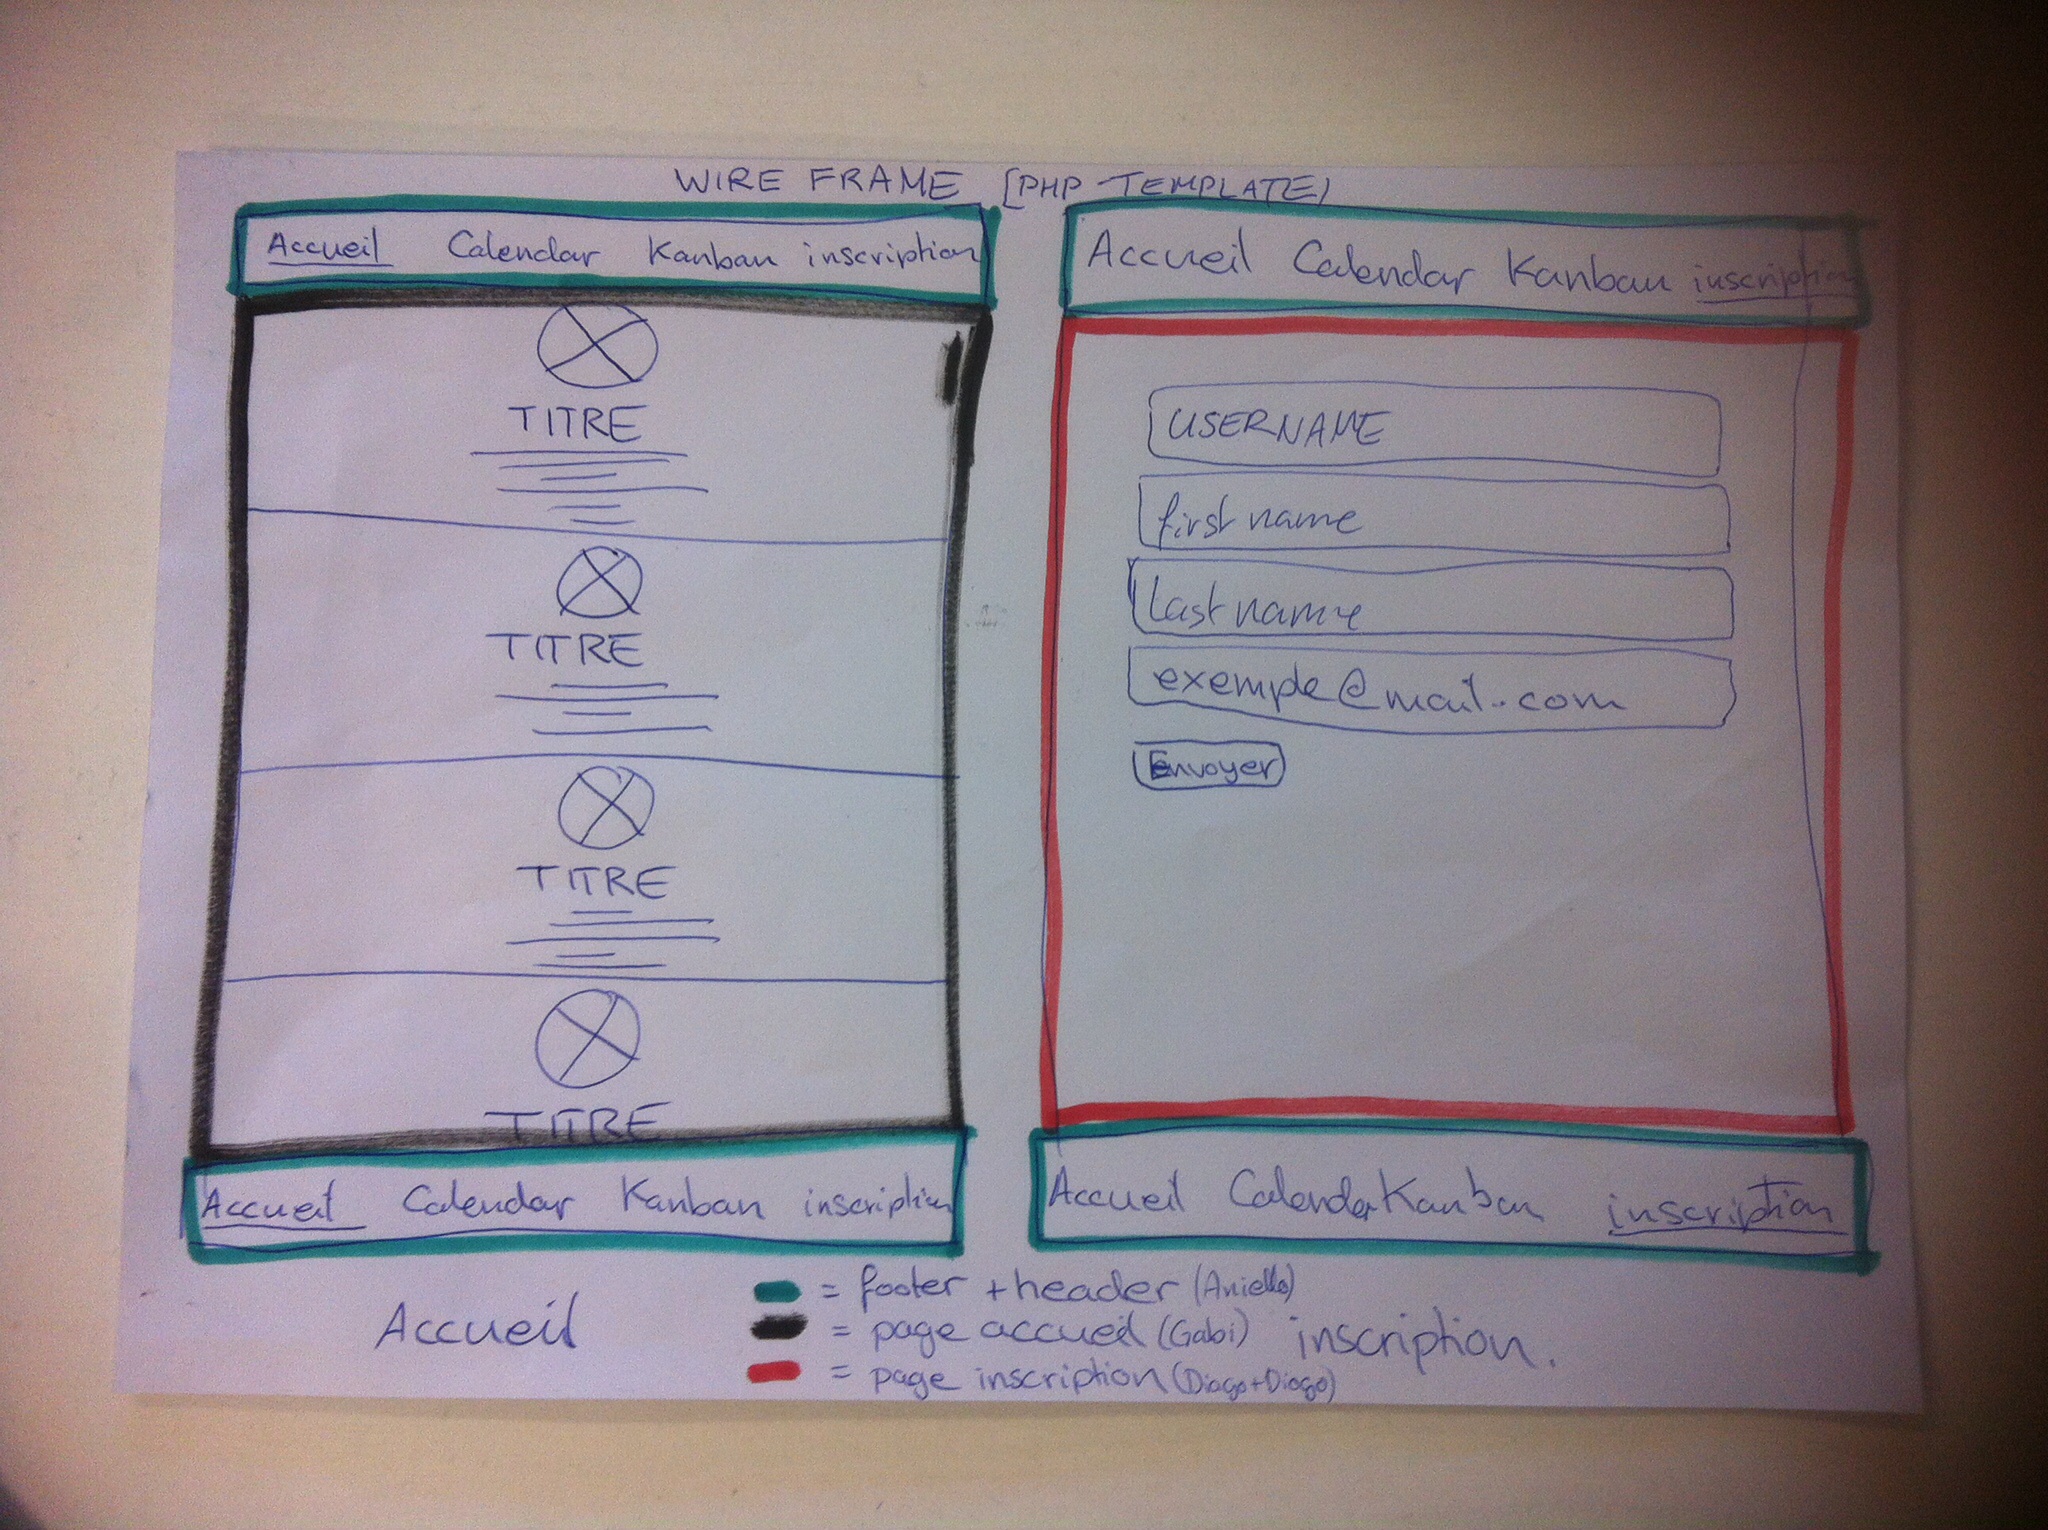 WIRE FRAME [PHP TEMPLATE)
Accueil Calendar Kanban inscription
TITRE
TITRE
TITRE
TITRE
Accueil Calendar Kanban inscription
Accueil Calendar Kanban inscription
USERNAME
first name
last name
exemple@mail.com
Envoyer
Accueil Calender Kanban inscription
Accueil
= footer + header (Aniello)
= page accueil (Gabi)
= page inscription (Diogo+Diogo)
inscription.